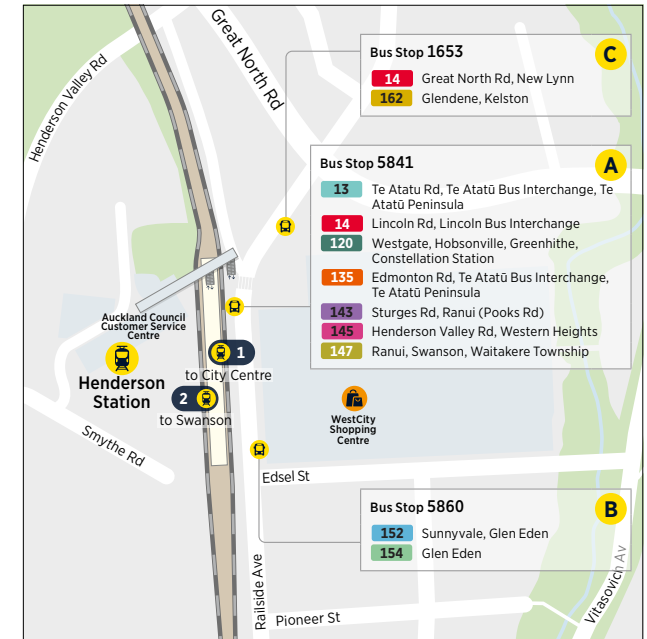 Henderson Valley Rd
Great North Rd
Bus Stop 1653
C
14 Great North Rd, New Lynn
162 Glendene, Kelston
Bus Stop 5841
A
13 Te Atatu Rd, Te Atatū Bus Interchange, Te
Atatū Peninsula
14 Lincoln Rd, Lincoln Bus Interchange
120 Westgate, Hobsonville, Greenhithe,
Constellation Station
135 Edmonton Rd, Te Atatū Bus Interchange,
Te Atatū Peninsula
143 Sturges Rd, Ranui (Pooks Rd)
145 Henderson Valley Rd, Western Heights
147 Ranui, Swanson, Waitakere Township
Auckland Council
Customer Service
Centre
Henderson
Station
1
to City Centre
2
to Swanson
WestCity
Shopping
Centre
Smythe Rd
Edsel St
Bus Stop 5860
B
152 Sunnyvale, Glen Eden
154 Glen Eden
Railside Ave
Pioneer St
Vitasovich Av